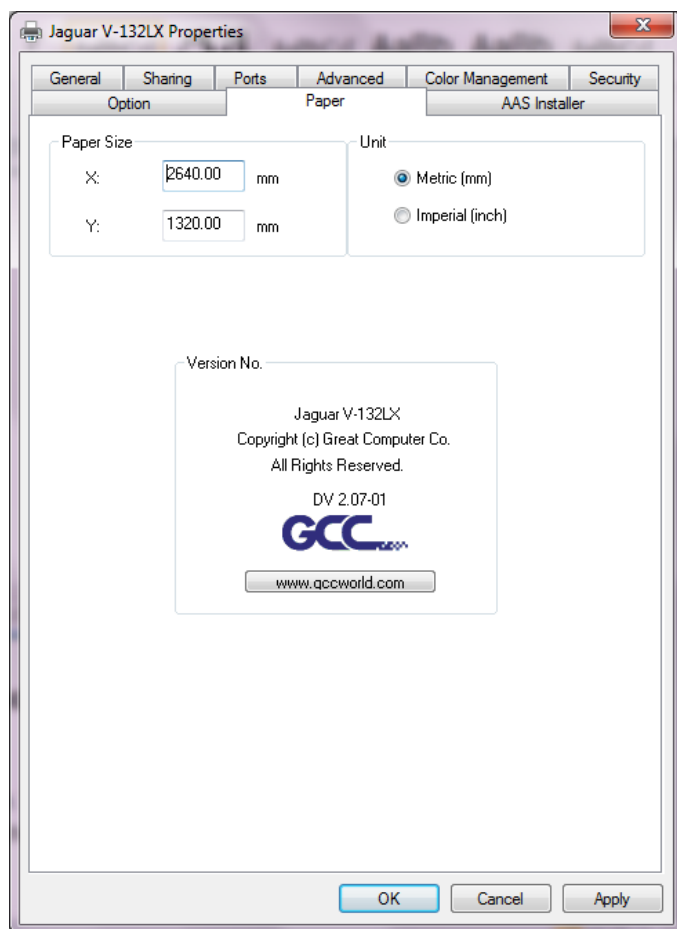 Jaguar V-132LX Properties
General Sharing Ports Advanced Color Management Security
Option Paper AAS Installer
Paper Size
X: 2640.00 mm
Y: 1320.00 mm
Unit
Metric (mm)
Imperial (inch)
Version No.
Jaguar V-132LX
Copyright (c) Great Computer Co.
All Rights Reserved.
DV 2.07-01
GCC
www.gccworld.com
OK Cancel Apply